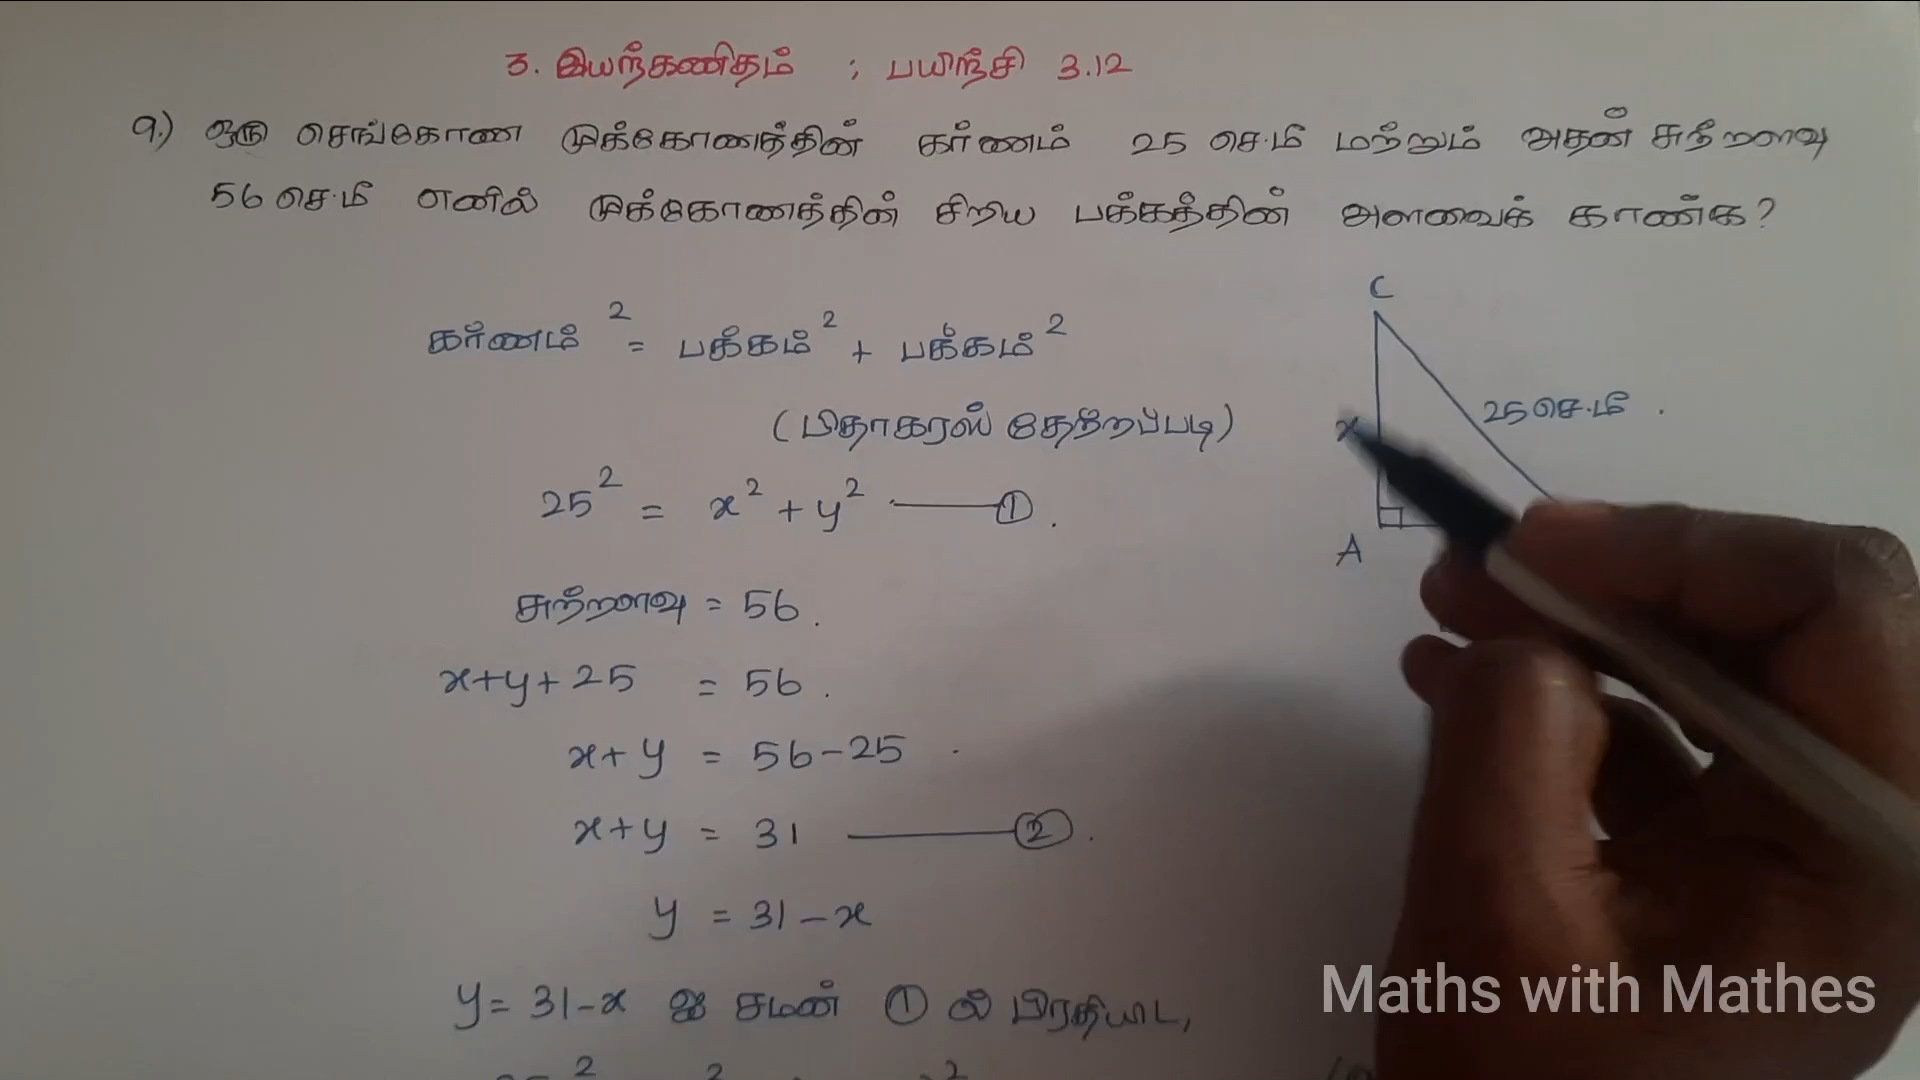 3. இயற்கணிதம் ; பயிற்சி 3.12
9.) ஒரு செங்கோண முக்கோணத்தின் கர்ணம் 25 செ.மீ மற்றும் அதன் சுற்றளவு
56 செ.மீ எனில் முக்கோணத்தின் சிறிய பக்கத்தின் அளவைக் காண்க?
கர்ணம்² = பக்கம்² + பக்கம்²
(பிதாகரஸ் தேற்றப்படி)
25² = x² + y² —— ①.
சுற்றளவு = 56.
x+y+25 = 56.
x+y = 56-25
x+y = 31 —— ②.
y = 31-x
y = 31-x ஐ சமன் ① ல் பிரதியிட,
C
x
25 செ.மீ.
A
Maths with Mathes